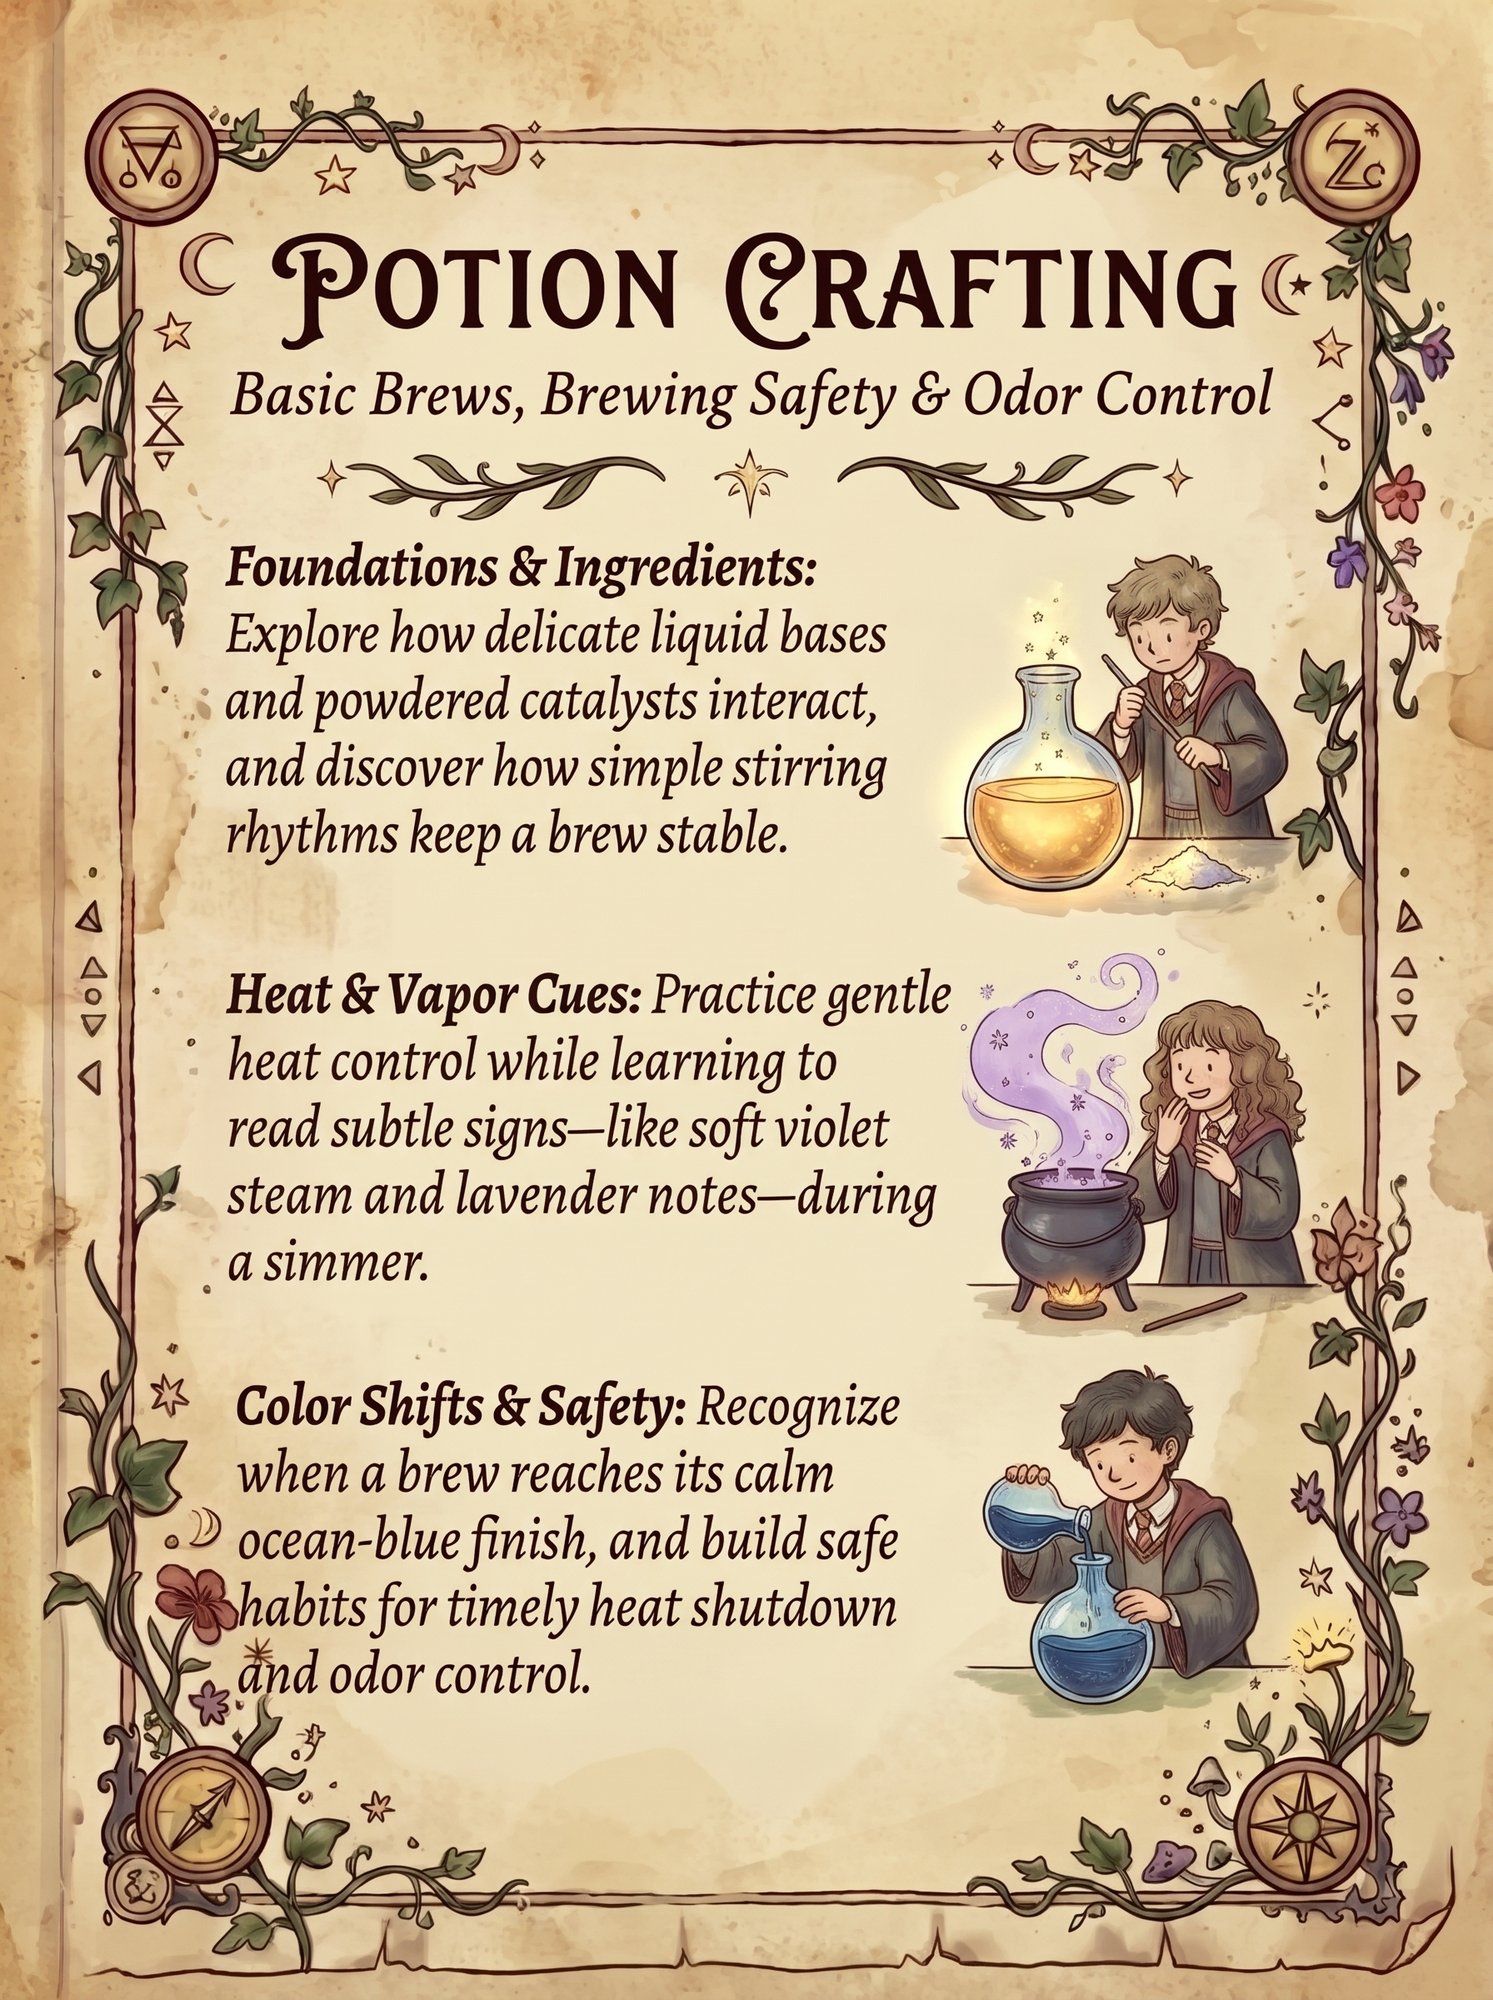 POTION CRAFTING
Basic Brews, Brewing Safety & Odor Control
Foundations & Ingredients:
Explore how delicate liquid bases
and powdered catalysts interact,
and discover how simple stirring
rhythms keep a brew stable.
Heat & Vapor Cues: Practice gentle
heat control while learning to
read subtle signs—like soft violet
steam and lavender notes—during
a simmer.
Color Shifts & Safety: Recognize
when a brew reaches its calm
ocean-blue finish, and build safe
habits for timely heat shutdown
and odor control.